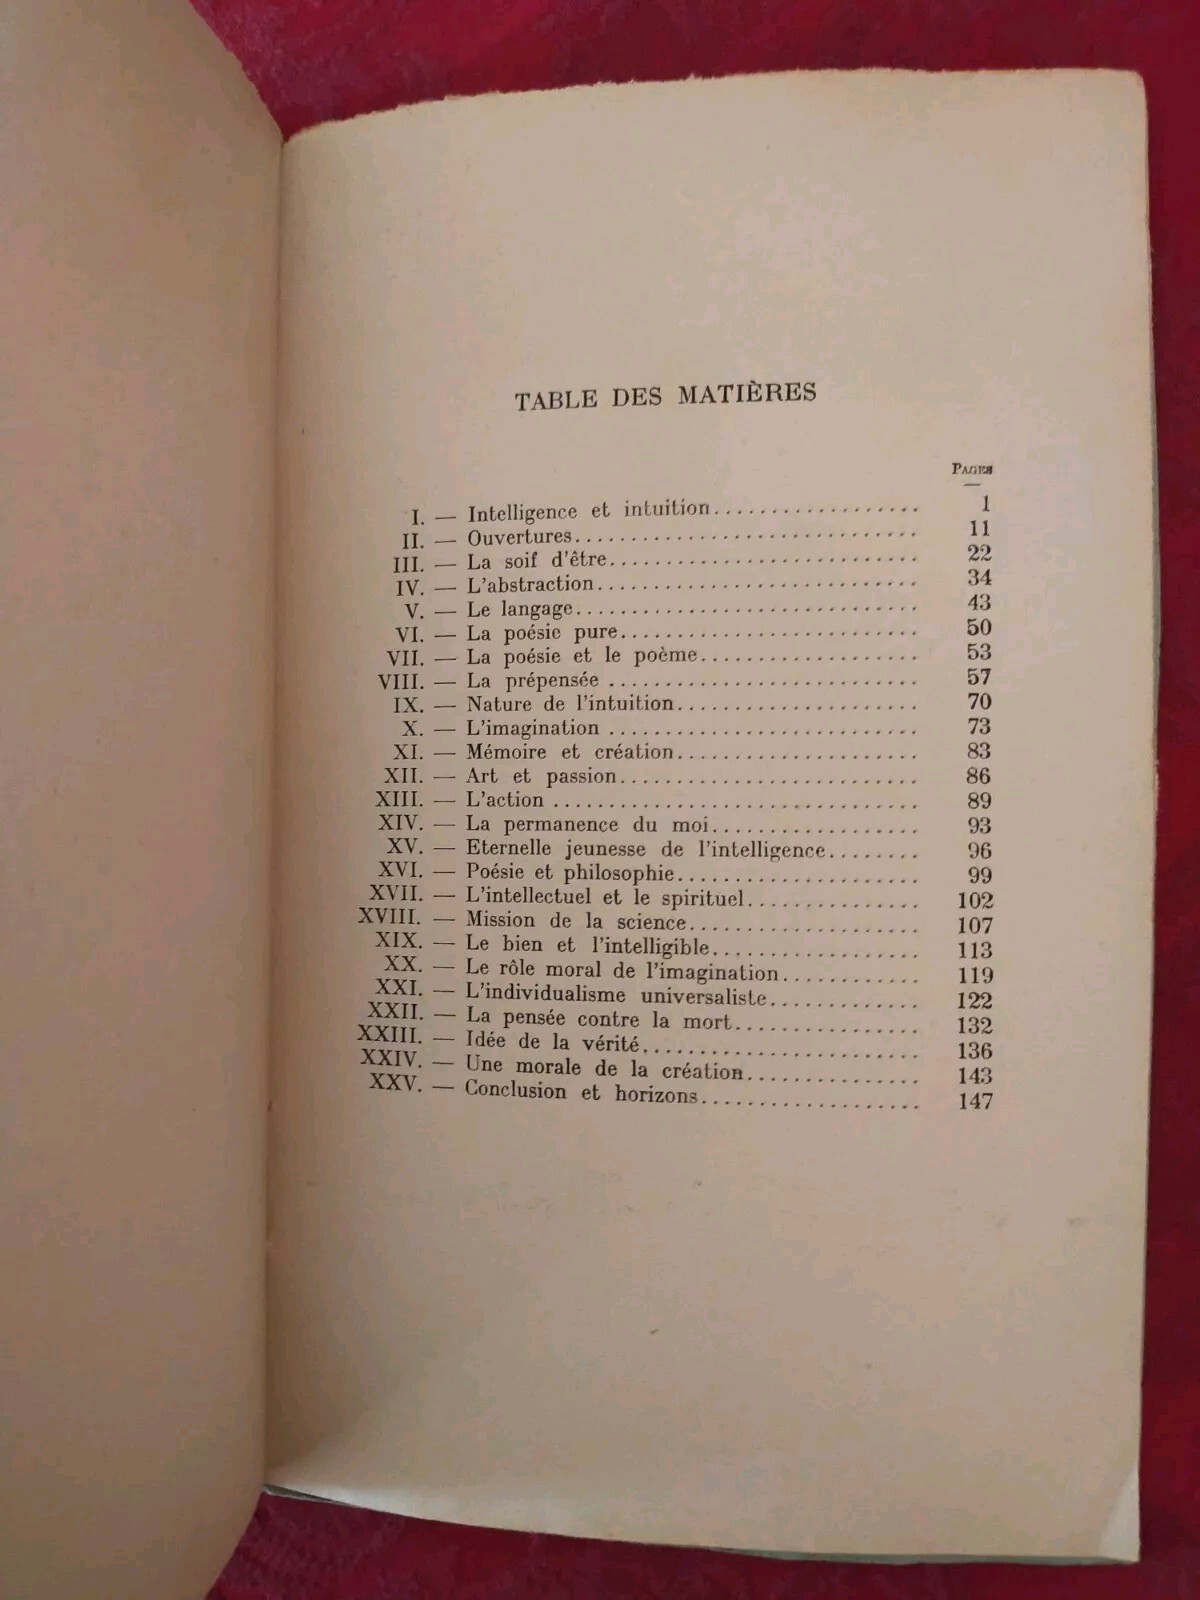 TABLE DES MATIÈRES
PAGES
I. — Intelligence et intuition.................. 1
II. — Ouvertures.............................. 11
III. — La soif d'être........................... 22
IV. — L'abstraction............................ 34
V. — Le langage.............................. 43
VI. — La poésie pure.......................... 50
VII. — La poésie et le poème................... 53
VIII. — La prépensée ........................... 57
IX. — Nature de l'intuition..................... 70
X. — L'imagination ........................... 73
XI. — Mémoire et création..................... 83
XII. — Art et passion.......................... 86
XIII. — L'action ................................ 89
XIV. — La permanence du moi.................. 93
XV. — Eternelle jeunesse de l'intelligence........ 96
XVI. — Poésie et philosophie..................... 99
XVII. — L'intellectuel et le spirituel............... 102
XVIII. — Mission de la science.................... 107
XIX. — Le bien et l'intelligible.................. 113
XX. — Le rôle moral de l'imagination............ 119
XXI. — L'individualisme universaliste............. 122
XXII. — La pensée contre la mort................ 132
XXIII. — Idée de la vérité........................ 136
XXIV. — Une morale de la création............... 143
XXV. — Conclusion et horizons................... 147